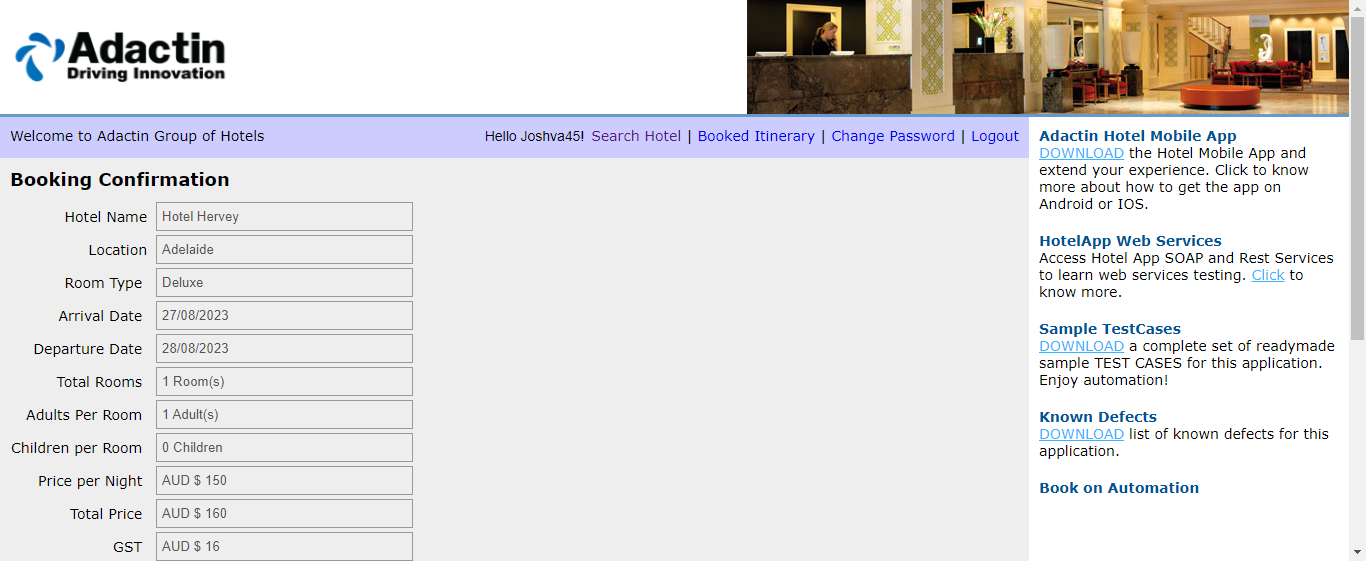 Adactin
Driving Innovation
Welcome to Adactin Group of Hotels
Hello Joshva45! Search Hotel | Booked Itinerary | Change Password | Logout
Booking Confirmation
Hotel Name Hotel Hervey
Location Adelaide
Room Type Deluxe
Arrival Date 27/08/2023
Departure Date 28/08/2023
Total Rooms 1 Room(s)
Adults Per Room 1 Adult(s)
Children per Room 0 Children
Price per Night AUD $ 150
Total Price AUD $ 160
GST AUD $ 16
Adactin Hotel Mobile App
DOWNLOAD the Hotel Mobile App and
extend your experience. Click to know
more about how to get the app on
Android or IOS.
HotelApp Web Services
Access Hotel App SOAP and Rest Services
to learn web services testing. Click to
know more.
Sample TestCases
DOWNLOAD a complete set of readymade
sample TEST CASES for this application.
Enjoy automation!
Known Defects
DOWNLOAD list of known defects for this
application.
Book on Automation